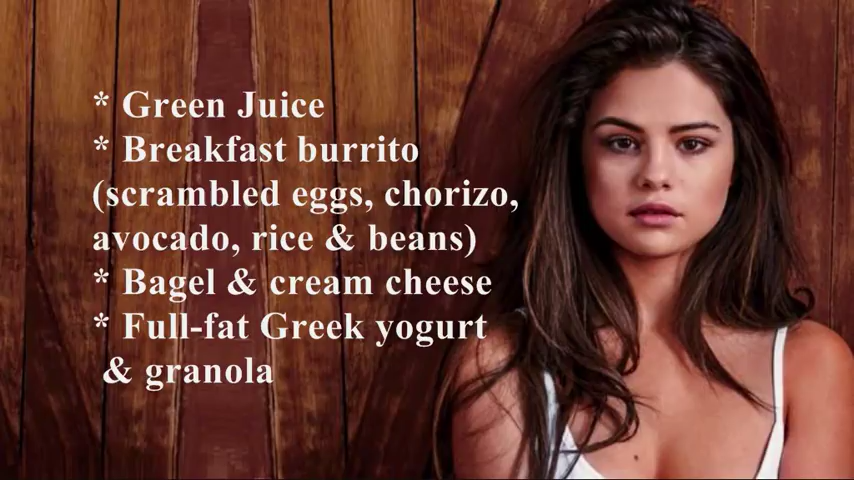 * Green Juice
* Breakfast burrito
(scrambled eggs, chorizo,
avocado, rice & beans)
* Bagel & cream cheese
* Full-fat Greek yogurt
& granola